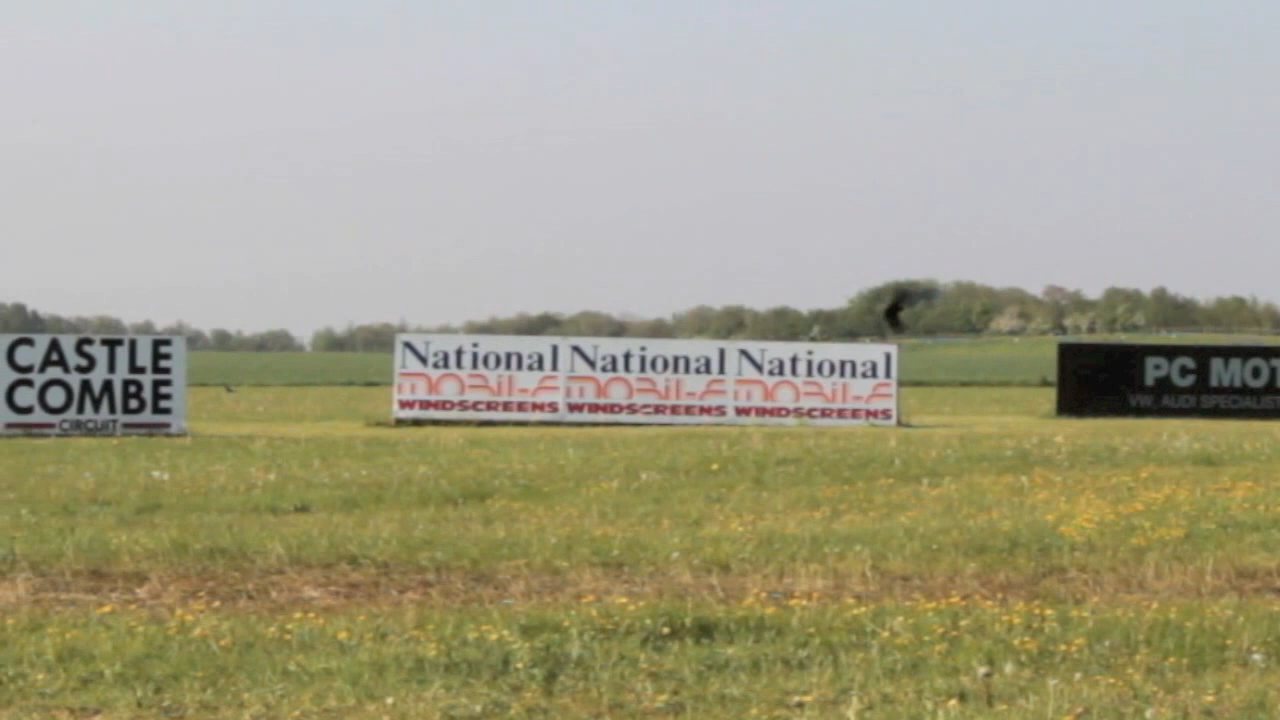 CASTLE
COMBE
CIRCUIT
National National National
MOBILE MOBILE MOBILE
WINDSCREENS WINDSCREENS WINDSCREENS
PC MOT
VW, AUDI SPECIALIST